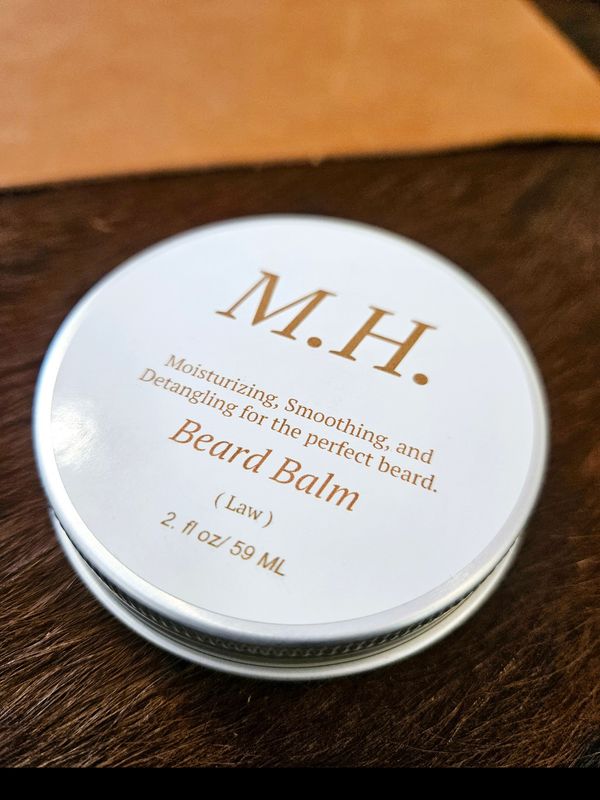 M.H.
Moisturizing, Smoothing, and
Detangling for the perfect beard.
Beard Balm
( Law )
2. fl oz/ 59 ML